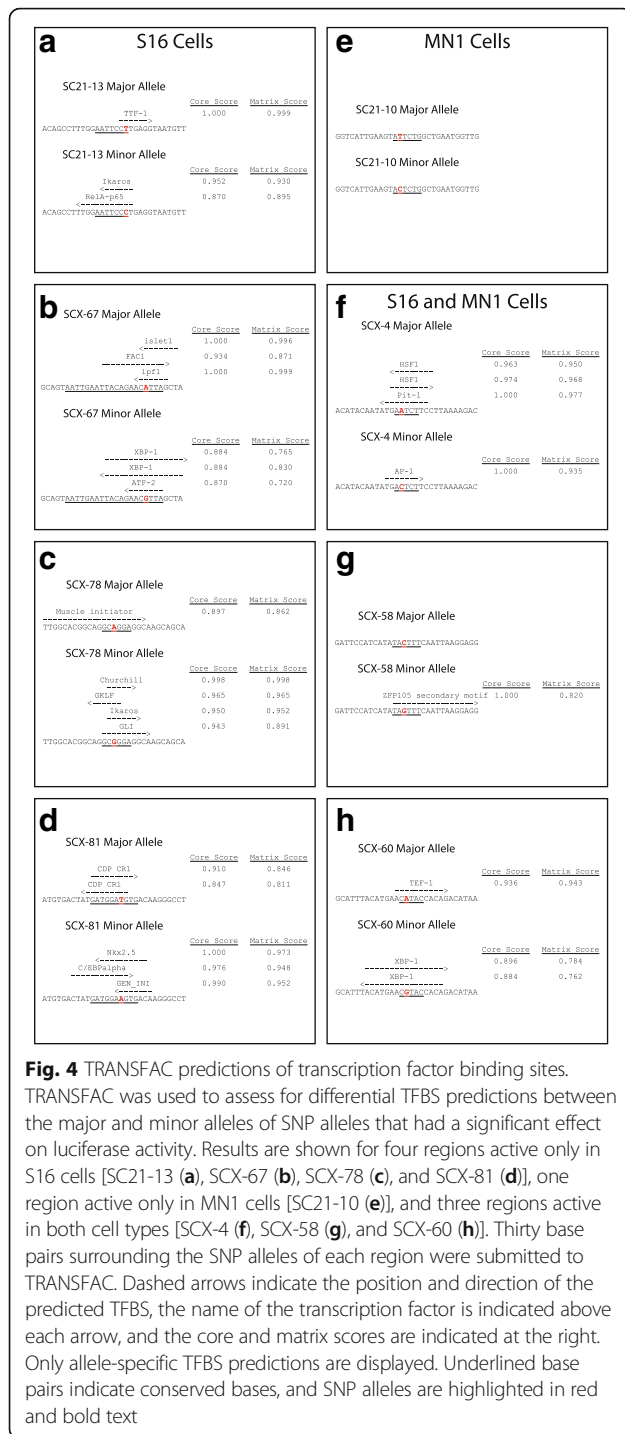 a
S16 Cells
SC21-13 Major Allele
Core Score Matrix Score
TTF-1 1.000 0.999
----->
ACAGCCTTTGGAATTCCTTGAGGTAATGTT
SC21-13 Minor Allele
Core Score Matrix Score
Ikaros 0.952 0.930
<------
RelA-p65 0.870 0.895
<---------
ACAGCCTTTGGAATTCCCTGAGGTAATGTT
b
SCX-67 Major Allele
Core Score Matrix Score
islet1 1.000 0.996
<------
FAC1 0.934 0.871
------------>
ipf1 1.000 0.999
<------
GCAGTAATTGAATTACAGAACATTAGCTA
SCX-67 Minor Allele
Core Score Matrix Score
XBP-1 0.884 0.765
--------------->
XBP-1 0.884 0.830
<---------------
ATF-2 0.870 0.720
<-------
GCAGTAATTGAATTACAGAACGTTAGCTA
c
SCX-78 Major Allele
Core Score Matrix Score
Muscle initiator 0.897 0.862
------------------->
TTGGCACGGCAGGCAGGAGGCAAGCAGCA
SCX-78 Minor Allele
Core Score Matrix Score
Churchill 0.998 0.998
----->
GKLF 0.965 0.965
<------
Ikaros 0.950 0.952
------>
GLI 0.943 0.891
--------->
TTGGCACGGCAGGCGGGAGGCAAGCAGCA
d
SCX-81 Major Allele
Core Score Matrix Score
CDP CR1 0.910 0.846
--------->
CDP CR1 0.847 0.811
<---------
ATGTGACTATGATGGATGTGACAAGGGCCT
SCX-81 Minor Allele
Core Score Matrix Score
Nkx2.5 1.000 0.973
<----------
C/EBPalpha 0.976 0.948
------------>
GEN_INI 0.990 0.952
<-------
ATGTGACTATGATGGAAGTGACAAGGGCCT
e
MN1 Cells
SC21-10 Major Allele
GGTCATTGAAGTATTCTGGCTGAATGGTTG
SC21-10 Minor Allele
GGTCATTGAAGTACTCTGGCTGAATGGTTG
f
S16 and MN1 Cells
SCX-4 Major Allele
Core Score Matrix Score
HSF1 0.963 0.950
<-------
HSF1 0.974 0.968
------->
Pit-1 1.000 0.977
<---------
ACATACAATATGAATCTTCCTTAAAAGAC
SCX-4 Minor Allele
Core Score Matrix Score
AP-1 1.000 0.935
------->
ACATACAATATGACTCTTCCTTAAAAGAC
g
SCX-58 Major Allele
GATTCCATCATATACTTTCAATTAAGGAGG
SCX-58 Minor Allele
Core Score Matrix Score
ZFP105 secondary motif 1.000 0.820
--------------->
GATTCCATCATATAGTTTCAATTAAGGAGG
h
SCX-60 Major Allele
Core Score Matrix Score
TEF-1 0.936 0.943
--------->
GCATTTACATGAACATACCACAGACATAA
SCX-60 Minor Allele
Core Score Matrix Score
XBP-1 0.896 0.784
--------------->
XBP-1 0.884 0.762
<---------------
GCATTTACATGAACGTACCACAGACATAA
Fig. 4 TRANSFAC predictions of transcription factor binding sites.
TRANSFAC was used to assess for differential TFBS predictions between
the major and minor alleles of SNP alleles that had a significant effect
on luciferase activity. Results are shown for four regions active only in
S16 cells [SC21-13 (a), SCX-67 (b), SCX-78 (c), and SCX-81 (d)], one
region active only in MN1 cells [SC21-10 (e)], and three regions active
in both cell types [SCX-4 (f), SCX-58 (g), and SCX-60 (h)]. Thirty base
pairs surrounding the SNP alleles of each region were submitted to
TRANSFAC. Dashed arrows indicate the position and direction of the
predicted TFBS, the name of the transcription factor is indicated above
each arrow, and the core and matrix scores are indicated at the right.
Only allele-specific TFBS predictions are displayed. Underlined base
pairs indicate conserved bases, and SNP alleles are highlighted in red
and bold text